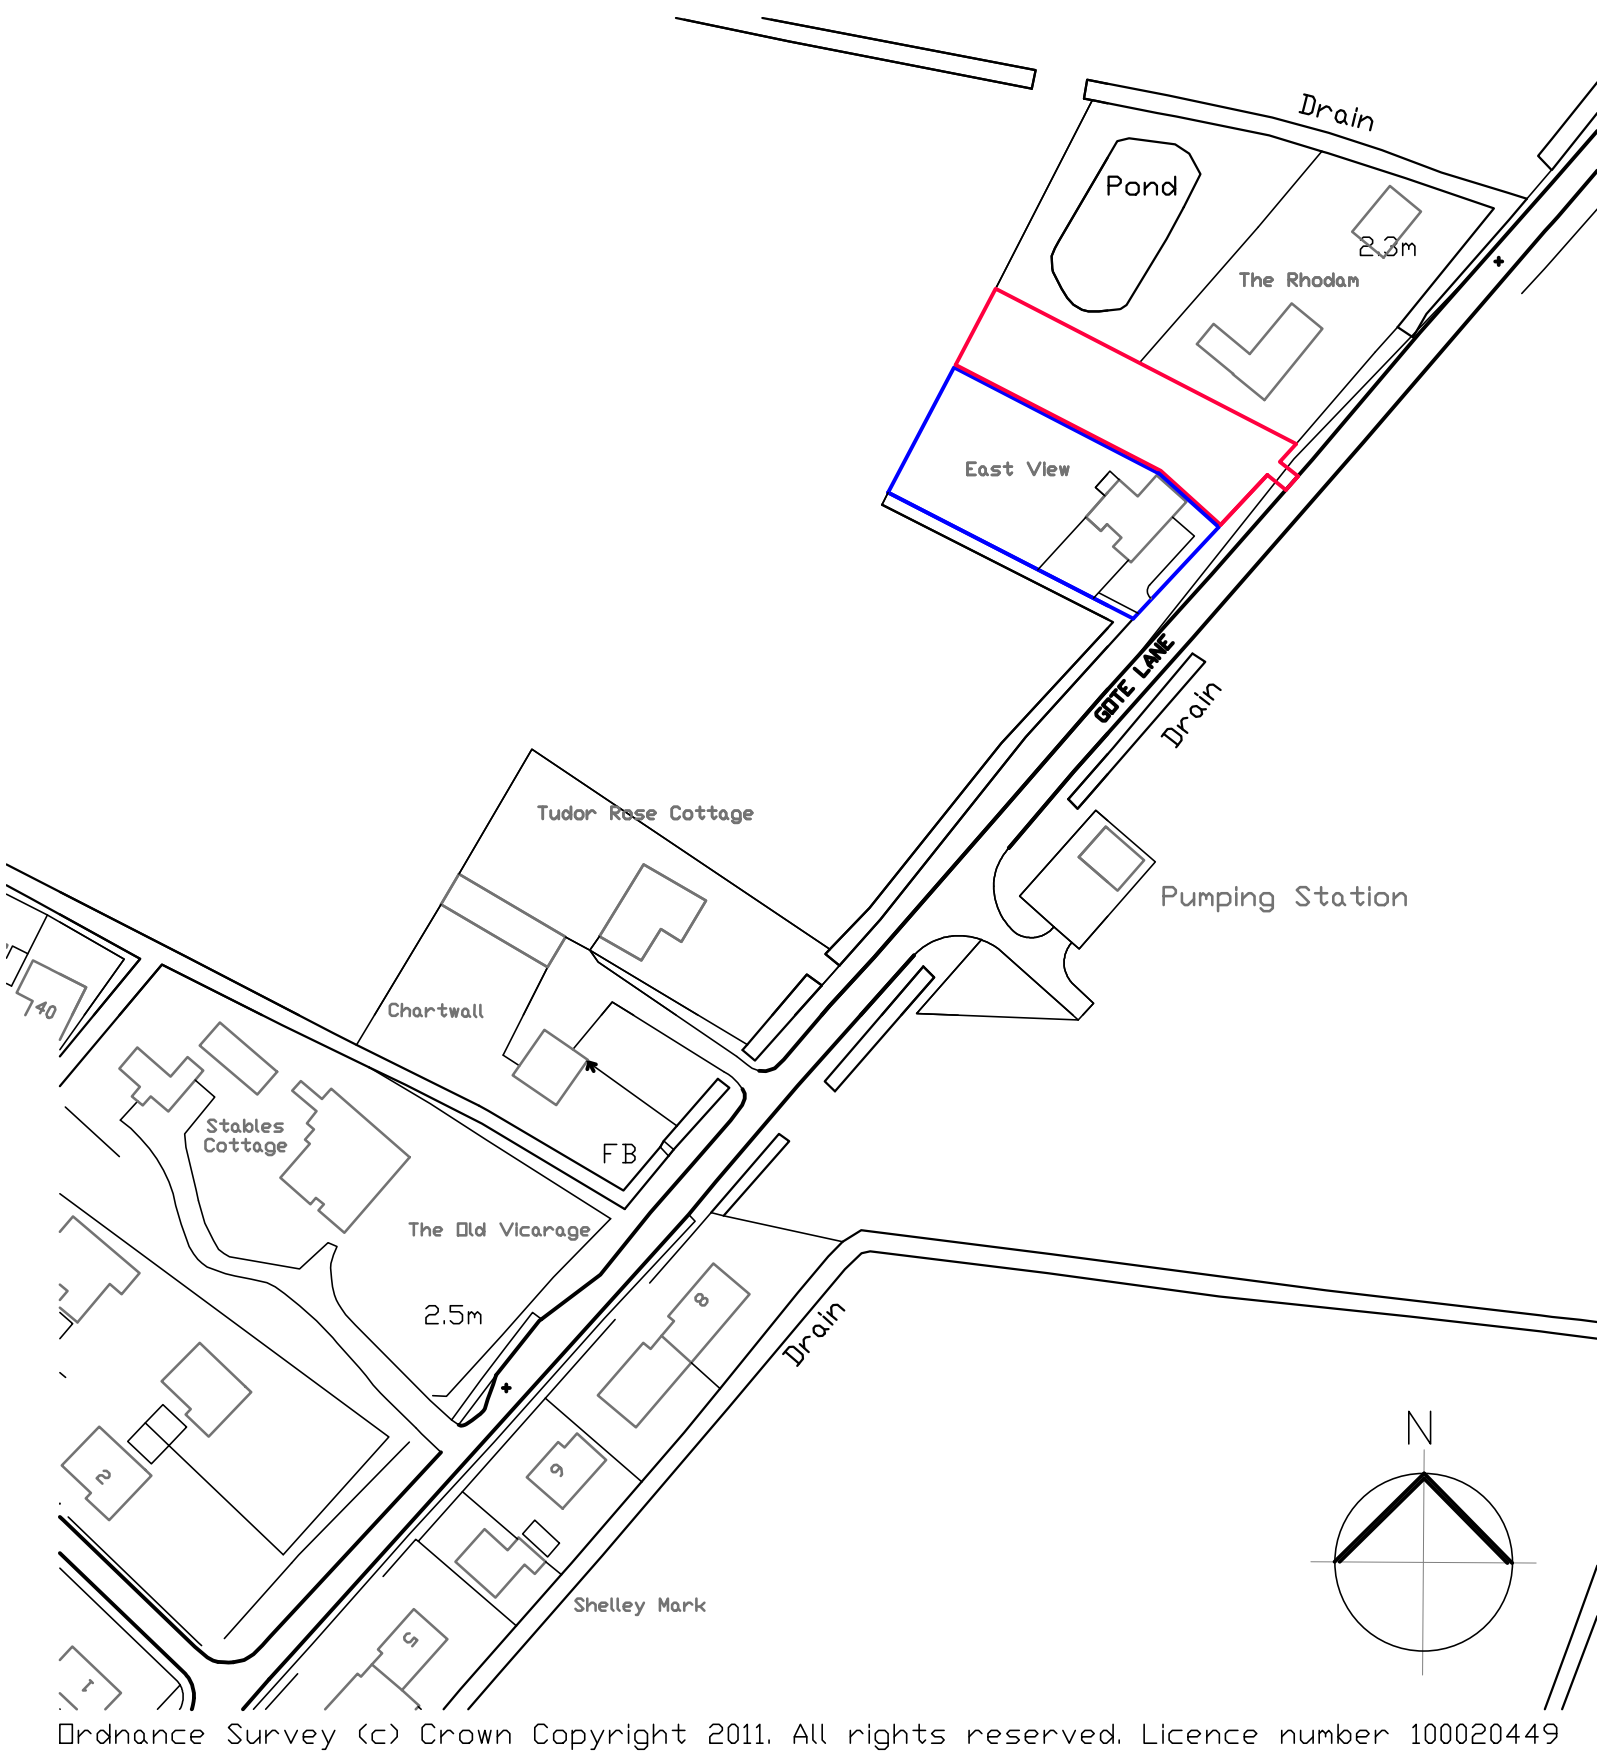 Drain
Pond
2.3m
The Rhodam
East View
GOTE LANE
Drain
Tudor Rose Cottage
Pumping Station
Chartwall
40
Stables
Cottage
FB
The Old Vicarage
2.5m
8
Drain
N
6
2
Shelley Mark
5
1
Ordnance Survey (c) Crown Copyright 2011. All rights reserved. Licence number 100020449